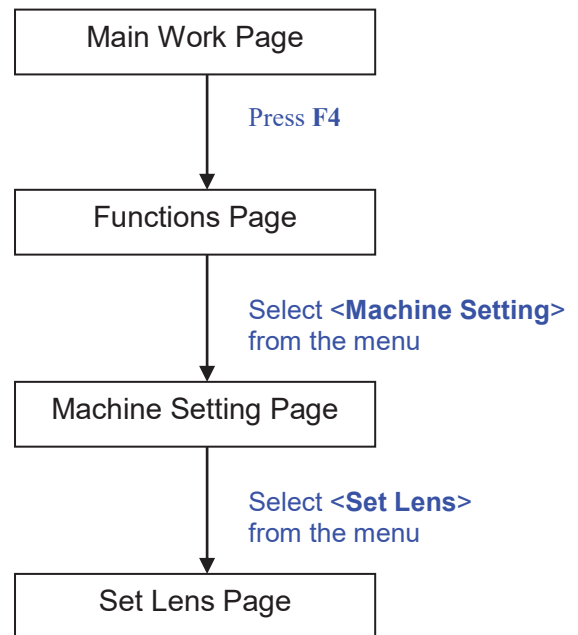 Main Work Page
Press F4
Functions Page
Select <Machine Setting>
from the menu
Machine Setting Page
Select <Set Lens>
from the menu
Set Lens Page